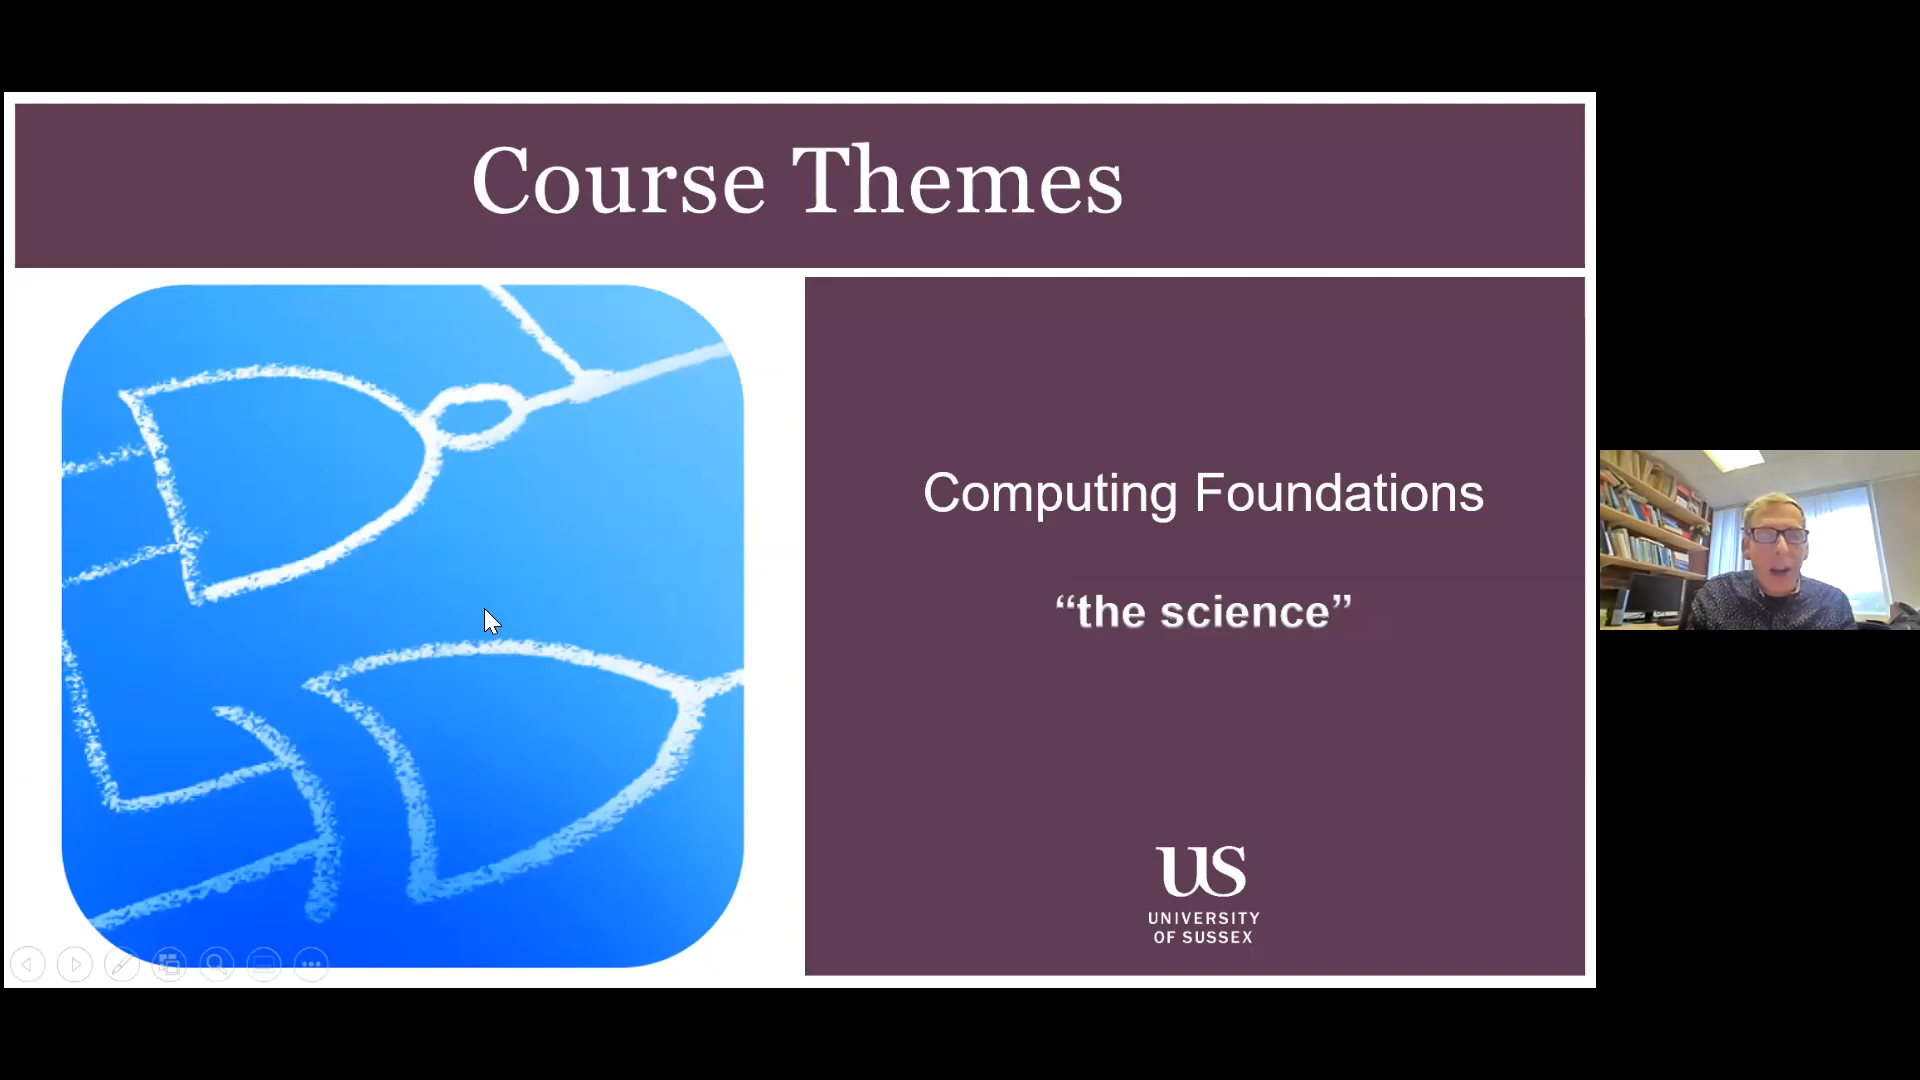 Course Themes
Computing Foundations
“the science”
US
UNIVERSITY
OF SUSSEX